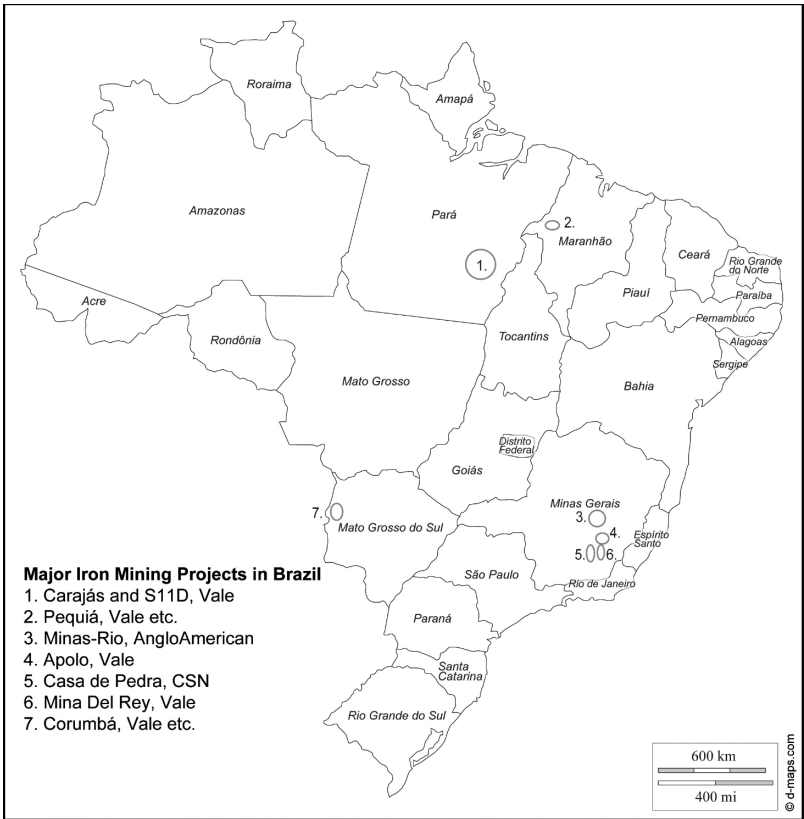 Roraima
Amapá
Amazonas
Pará
2.
Maranhão
1.
Ceará
Rio Grande
do Norte
Acre
Piauí
Paraíba
Pernambuco
Rondônia
Tocantins
Alagoas
Sergipe
Mato Grosso
Bahia
Distrito
Federal
Goiás
Minas Gerais
7.
3.
Mato Grosso do Sul
4.
Espírito
Santo
5.
6.
São Paulo
Rio de Janeiro
Paraná
Santa
Catarina
Rio Grande do Sul
Major Iron Mining Projects in Brazil
1. Carajás and S11D, Vale
2. Pequiá, Vale etc.
3. Minas-Rio, AngloAmerican
4. Apolo, Vale
5. Casa de Pedra, CSN
6. Mina Del Rey, Vale
7. Corumbá, Vale etc.
600 km
400 mi
© d-maps.com